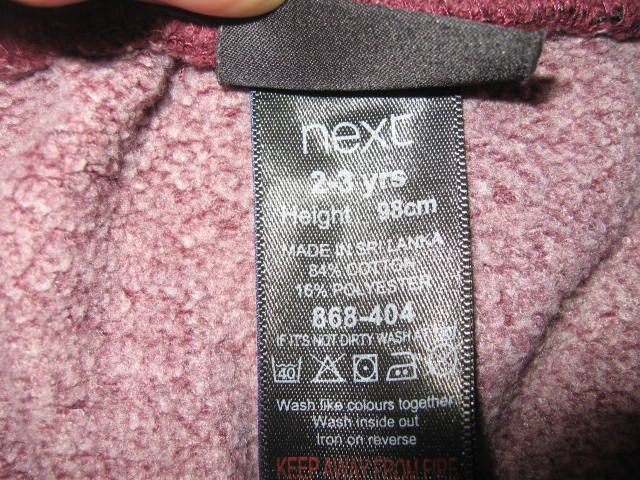 next
2-3 yrs
Height 98cm
MADE IN SRI LANKA
84% COTTON
16% POLYESTER
868-404
IF IT'S NOT DIRTY WASH
40
Wash like colours together
Wash inside out
Iron on reverse
KEEP AWAY FROM FIRE